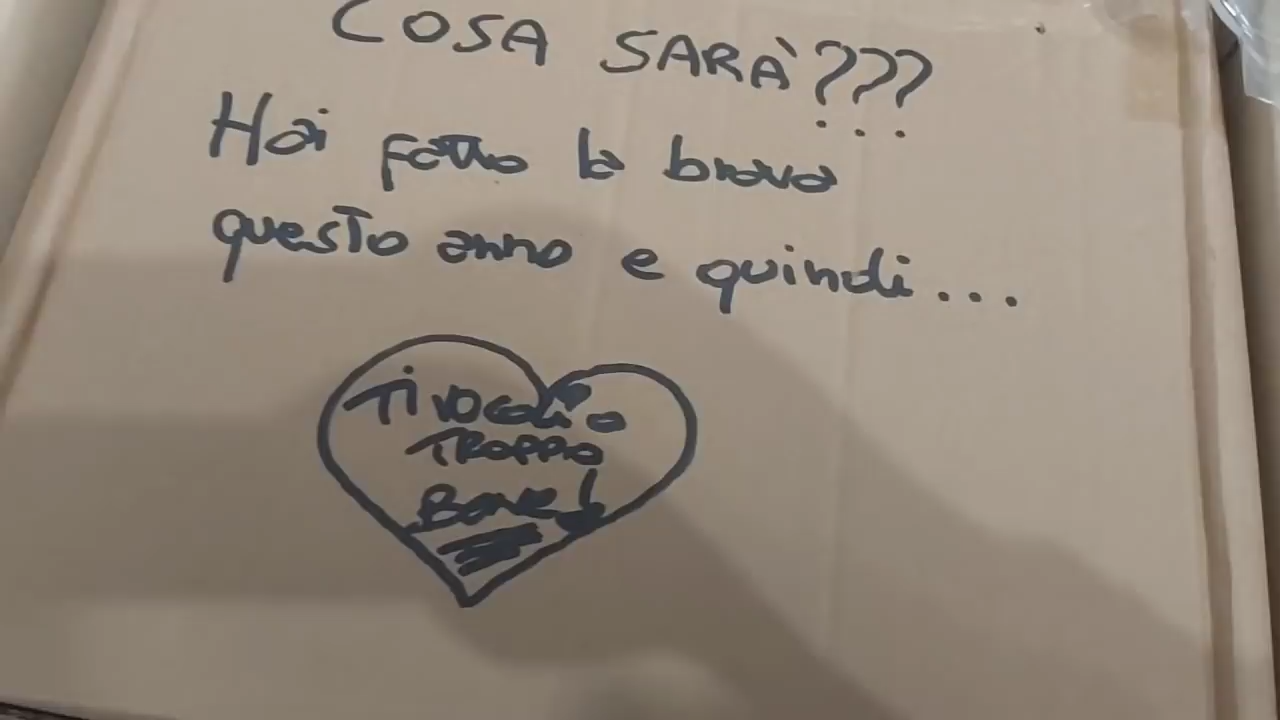 COSA SARÀ???
Hai fatto la brava
questo anno e quindi...
TI VOGLIO
TROPPO
BENE!